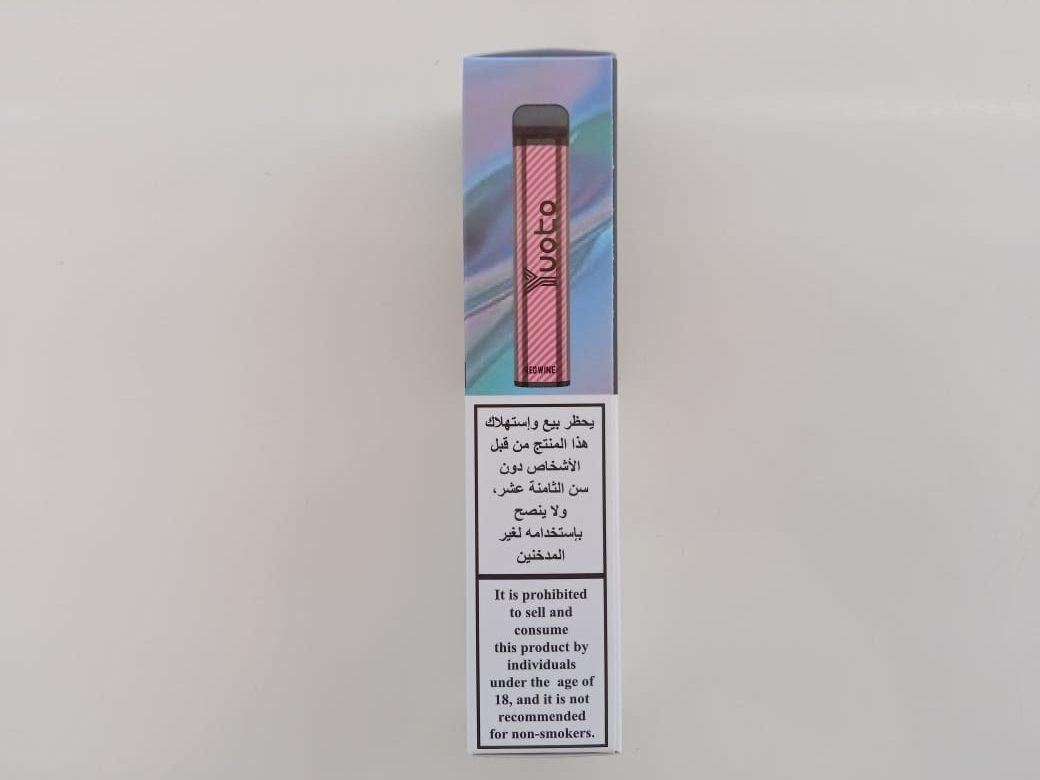 Yuoto
REDWINE
يحظر بيع وإستهلاك
هذا المنتج من قبل
الأشخاص دون
سن الثامنة عشر،
ولا ينصح
بإستخدامه لغير
المدخنين
It is prohibited
to sell and
consume
this product by
individuals
under the age of
18, and it is not
recommended
for non-smokers.